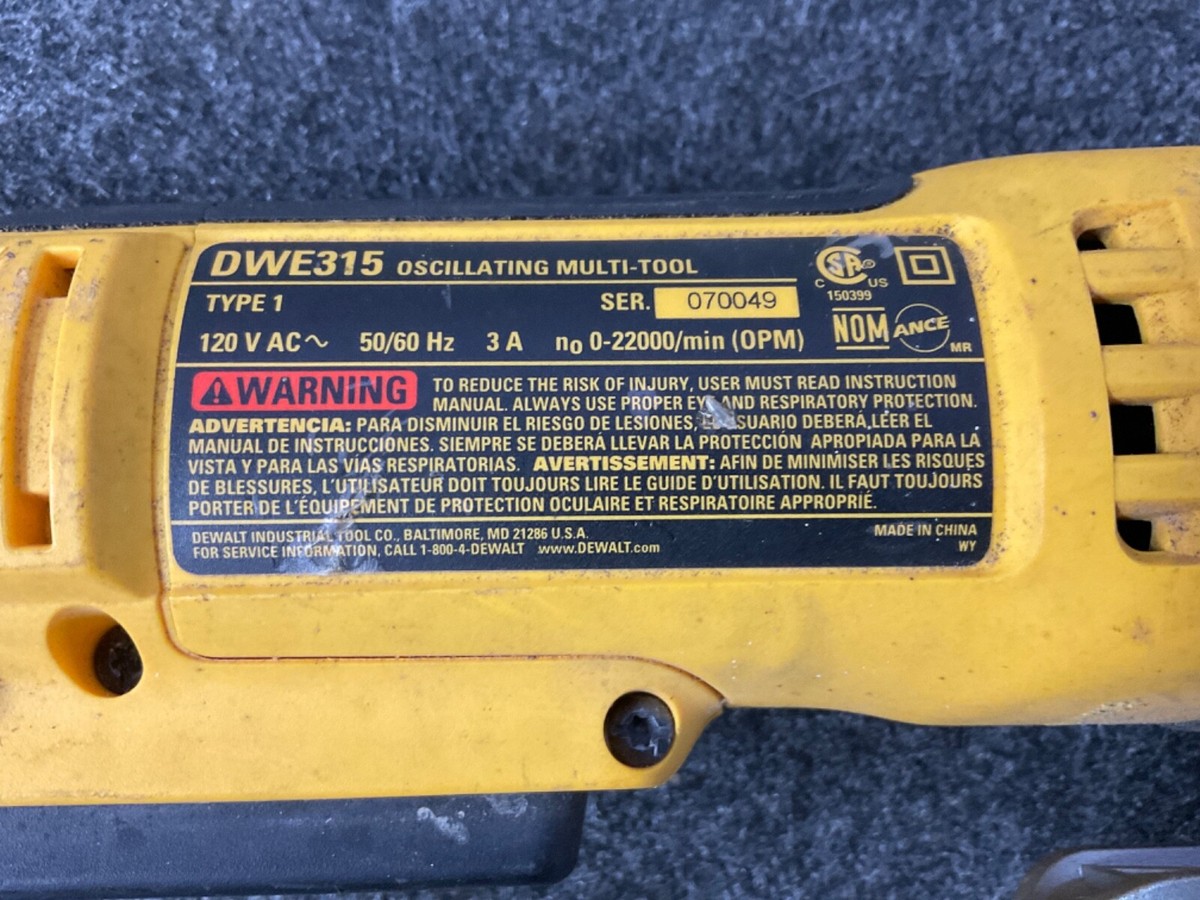 DWE315 OSCILLATING MULTI-TOOL
TYPE 1 SER. 070049
120 V AC~ 50/60 Hz 3 A n₀ 0-22000/min (OPM)
C SA ® US
150399
NOM ANCE MR
⚠WARNING TO REDUCE THE RISK OF INJURY, USER MUST READ INSTRUCTION
MANUAL. ALWAYS USE PROPER EYE AND RESPIRATORY PROTECTION.
ADVERTENCIA: PARA DISMINUIR EL RIESGO DE LESIONES, EL USUARIO DEBERÁ LEER EL
MANUAL DE INSTRUCCIONES. SIEMPRE SE DEBERÁ LLEVAR LA PROTECCIÓN APROPIADA PARA LA
VISTA Y PARA LAS VÍAS RESPIRATORIAS. AVERTISSEMENT: AFIN DE MINIMISER LES RISQUES
DE BLESSURES, L'UTILISATEUR DOIT TOUJOURS LIRE LE GUIDE D'UTILISATION. IL FAUT TOUJOURS
PORTER DE L'ÉQUIPEMENT DE PROTECTION OCULAIRE ET RESPIRATOIRE APPROPRIÉ.
DEWALT INDUSTRIAL TOOL CO., BALTIMORE, MD 21286 U.S.A. MADE IN CHINA
FOR SERVICE INFORMATION, CALL 1-800-4-DEWALT www.DEWALT.com WY